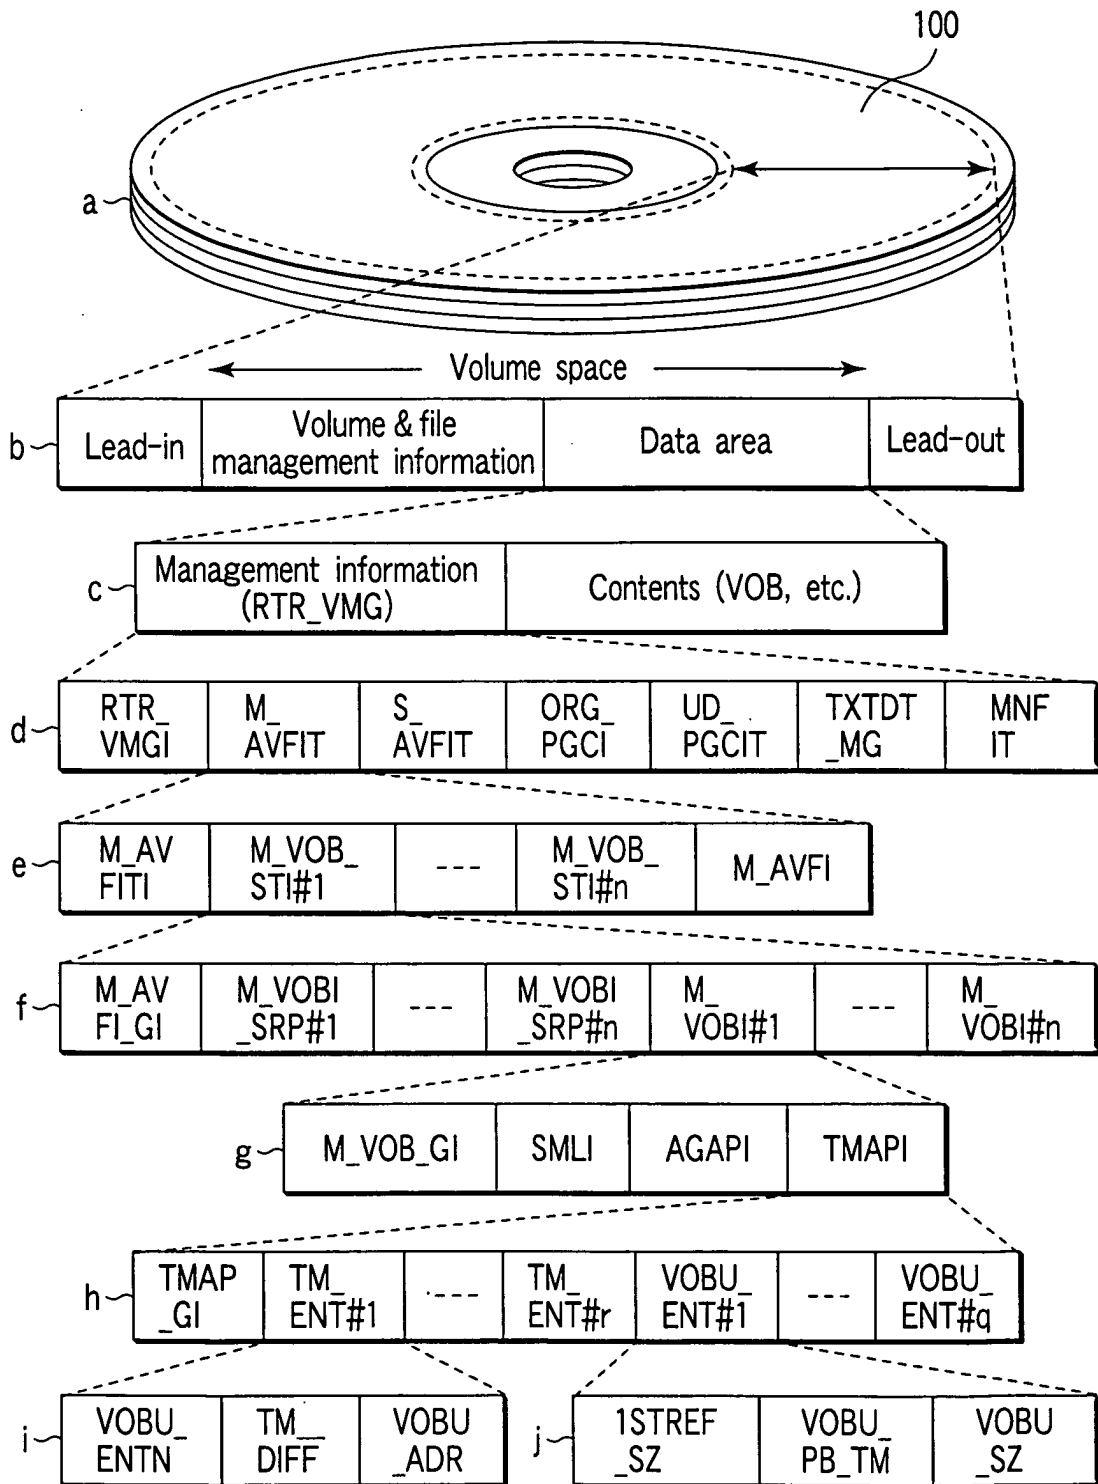 100
a
Volume space
b
Lead-in
Volume & file
management information
Data area
Lead-out
c
Management information
(RTR_VMG)
Contents (VOB, etc.)
d
RTR_
VMGI
M_
AVFIT
S_
AVFIT
ORG_
PGCI
UD_
PGCIT
TXTDT
_MG
MNF
IT
e
M_AV
FITI
M_VOB_
STI#1
---
M_VOB_
STI#n
M_AVFI
f
M_AV
FI_GI
M_VOBI
_SRP#1
---
M_VOBI
_SRP#n
M_
VOBI#1
---
M_
VOBI#n
g
M_VOB_GI
SMLI
AGAPI
TMAPI
h
TMAP
_GI
TM_
ENT#1
---
TM_
ENT#r
VOBU_
ENT#1
---
VOBU_
ENT#q
i
VOBU_
ENTN
TM__
DIFF
VOBU
_ADR
j
1STREF
_SZ
VOBU_
PB_TM
VOBU
_SZ